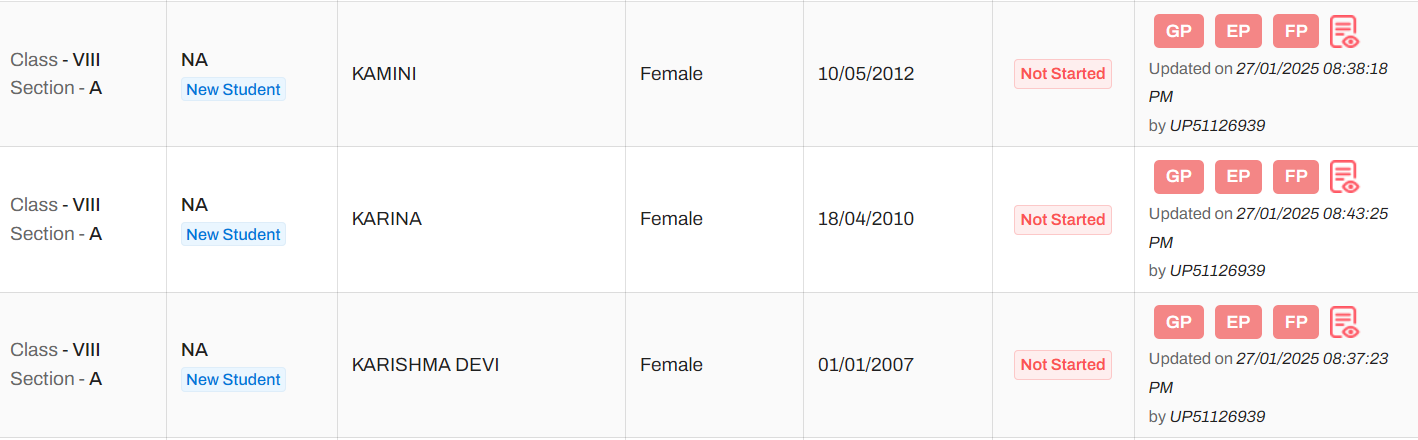 Class - VIII
Section - A
NA
New Student
KAMINI
Female
10/05/2012
Not Started
GP EP FP
Updated on 27/01/2025 08:38:18
PM
by UP51126939
Class - VIII
Section - A
NA
New Student
KARINA
Female
18/04/2010
Not Started
GP EP FP
Updated on 27/01/2025 08:43:25
PM
by UP51126939
Class - VIII
Section - A
NA
New Student
KARISHMA DEVI
Female
01/01/2007
Not Started
GP EP FP
Updated on 27/01/2025 08:37:23
PM
by UP51126939